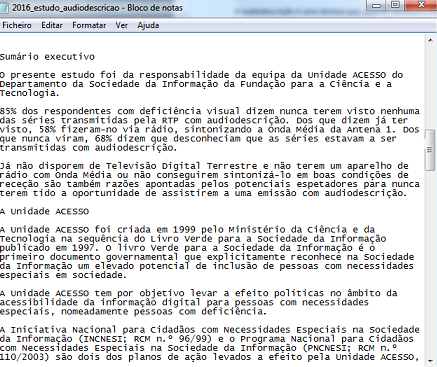 2016_estudo_audiodescricao - Bloco de notas
Ficheiro Editar Formatar Ver Ajuda
Sumário executivo
O presente estudo foi da responsabilidade da equipa da Unidade ACESSO do
Departamento da Sociedade da Informação da Fundação para a Ciência e a
Tecnologia.
85% dos respondentes com deficiência visual dizem nunca terem visto nenhuma
das séries transmitidas pela RTP com audiodescrição. Dos que dizem já ter
visto, 58% fizeram-no via rádio, sintonizando a Onda Média da Antena 1. Dos
que nunca viram, 68% dizem que desconheciam que as séries estavam a ser
transmitidas com audiodescrição.
Já não disporem de Televisão Digital Terrestre e não terem um aparelho de
rádio com Onda Média ou não conseguirem sintonizá-lo em boas condições de
receção são também razões apontadas pelos potenciais espetadores para nunca
terem tido a oportunidade de assistirem a uma emissão com audiodescrição.
A Unidade ACESSO
A Unidade ACESSO foi criada em 1999 pelo Ministério da Ciência e da
Tecnologia na sequência do Livro Verde para a Sociedade da Informação
publicado em 1997. O livro Verde para a Sociedade da Informação é o
primeiro documento governamental que explicitamente reconhece na Sociedade
da Informação um elevado potencial de inclusão de pessoas com necessidades
especiais em sociedade.
A Unidade ACESSO tem por objetivo levar a efeito políticas no âmbito da
acessibilidade da informação digital para pessoas com necessidades
especiais, nomeadamente pessoas com deficiência.
A Iniciativa Nacional para Cidadãos com Necessidades Especiais na Sociedade
da Informação (INCNESI; RCM n.º 96/99) e o Programa Nacional para Cidadãos
com Necessidades Especiais na Sociedade da Informação (PNCNESI; RCM n.º
110/2003) são dois dos planos de ação levados a efeito pela Unidade ACESSO,